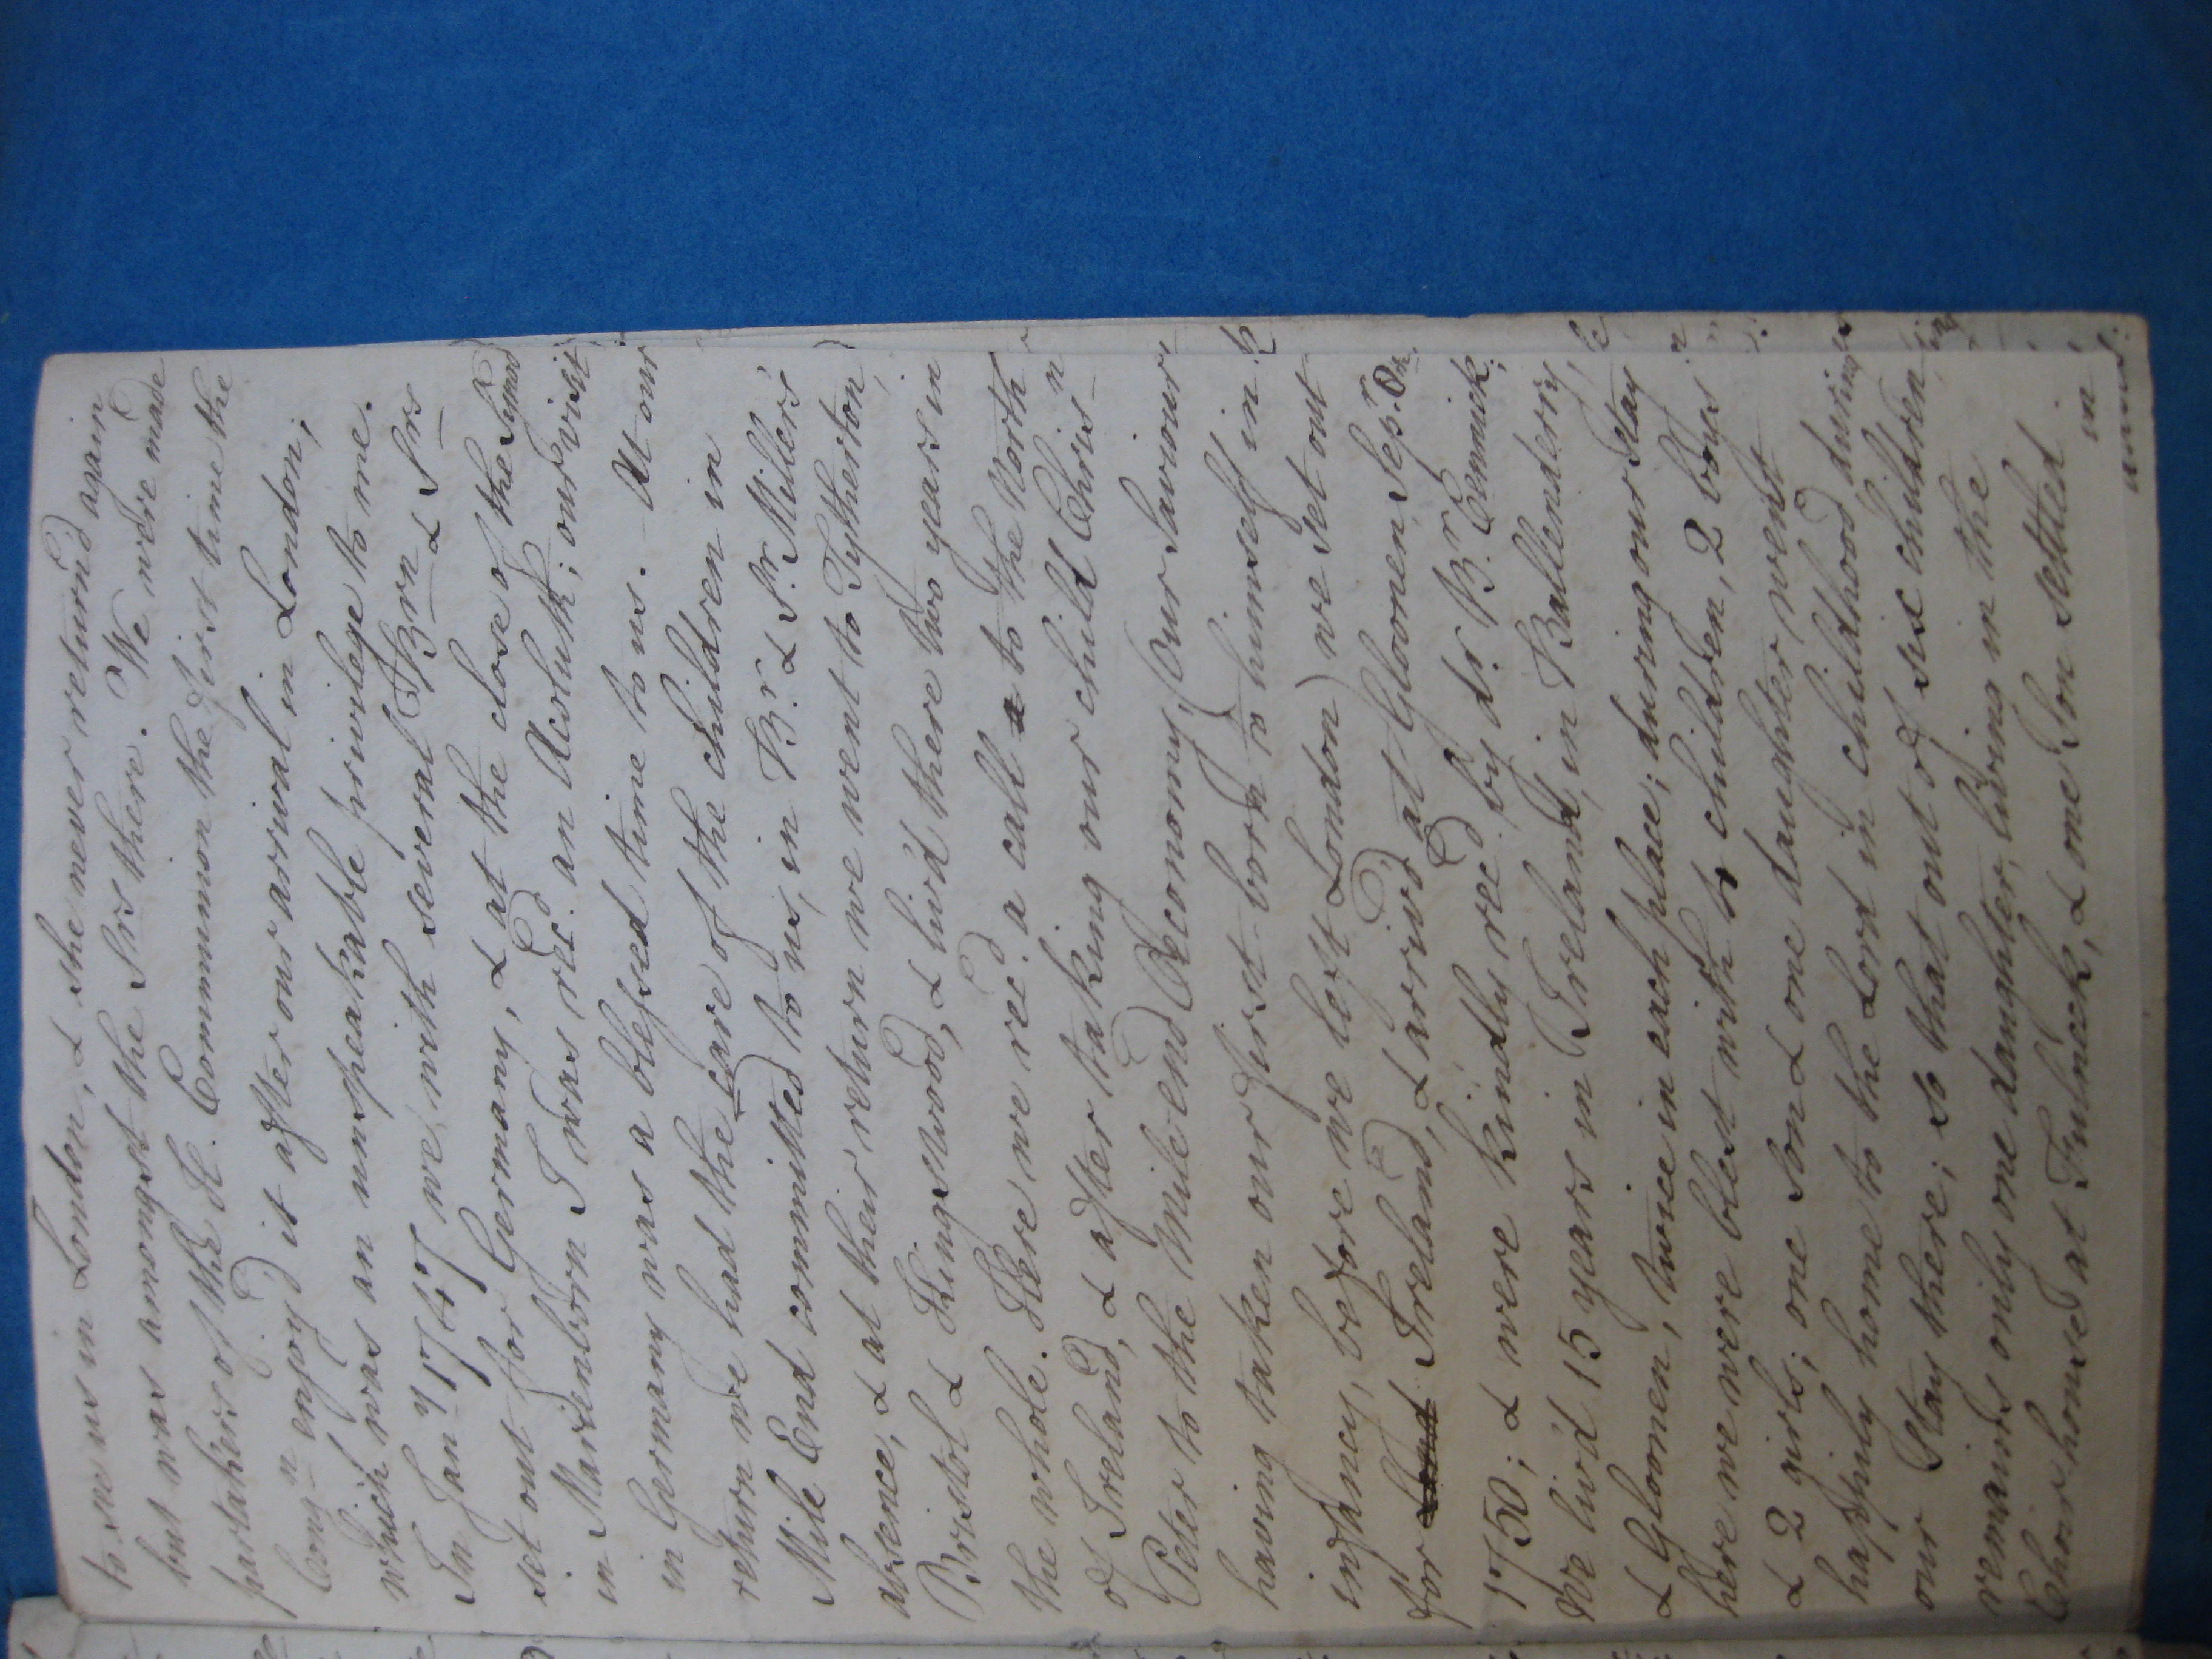 to see us in London, & she never return'd again
but was amongst the Srs there. We were made
partakers of the H. Communion the first time the
Congn enjoy'd it after our arrival in London;
which was an unspeakable privilege to me.
In Jany 1747 we, with several Brn & Srs
set out for Germany, & at the close of the Synod
in Marienborn I was recd. an Acoluth; our visit
in Germany was a blessed time to us. At our
return we had the care of the children in
Mile End committed to us, in Br. & Sr. Miller's
absence, & at their return we went to Tytherton,
Bristol & Kingswood, & liv'd there two years in
the whole. Here we recd. a call a to the North
of Ireland, & after taking our child Chrisn
Peter to the Mile end Oeconomy, (Our Saviour
having taken our first-born to himself in
infancy, before we left London) we set out
for Lond Ireland, & arriv'd at Gloonen, Sepr.
1750; & were kindly recd. by dr. Br. Cennick;
We liv'd 15 years in Ireland, in Ballenderry,
& Gloonen, twice in each place; during our stay
here we were blest with 4 children, 2 boys
& 2 girls; one son & one daughter went
happily home to the Lord in childhood, during
our stay there; so that out of six children
remains only one daughter, living in the
Choir house at Fulneck, & one Son settled
in